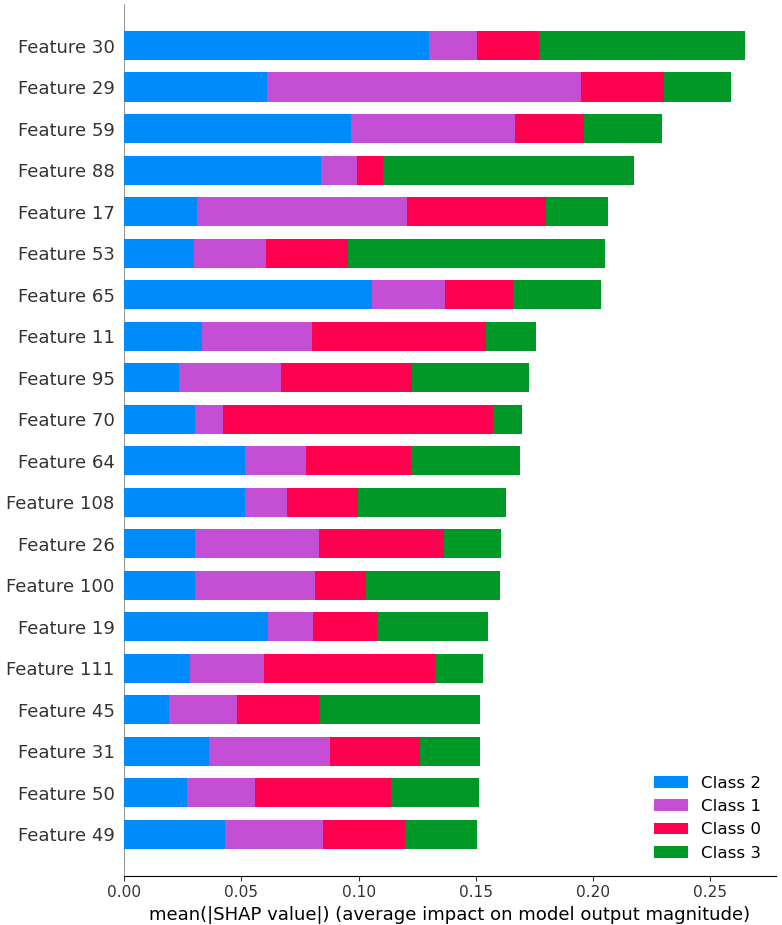 Feature 30
Feature 29
Feature 59
Feature 88
Feature 17
Feature 53
Feature 65
Feature 11
Feature 95
Feature 70
Feature 64
Feature 108
Feature 26
Feature 100
Feature 19
Feature 111
Feature 45
Feature 31
Feature 50
Feature 49
Class 2
Class 1
Class 0
Class 3
0.00 0.05 0.10 0.15 0.20 0.25
mean(|SHAP value|) (average impact on model output magnitude)